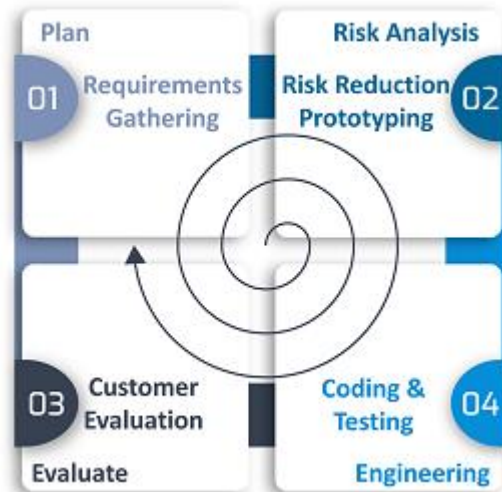 Plan
01
Requirements
Gathering
Risk Analysis
Risk Reduction
Prototyping
02
03
Customer
Evaluation
Evaluate
Coding &
Testing
04
Engineering